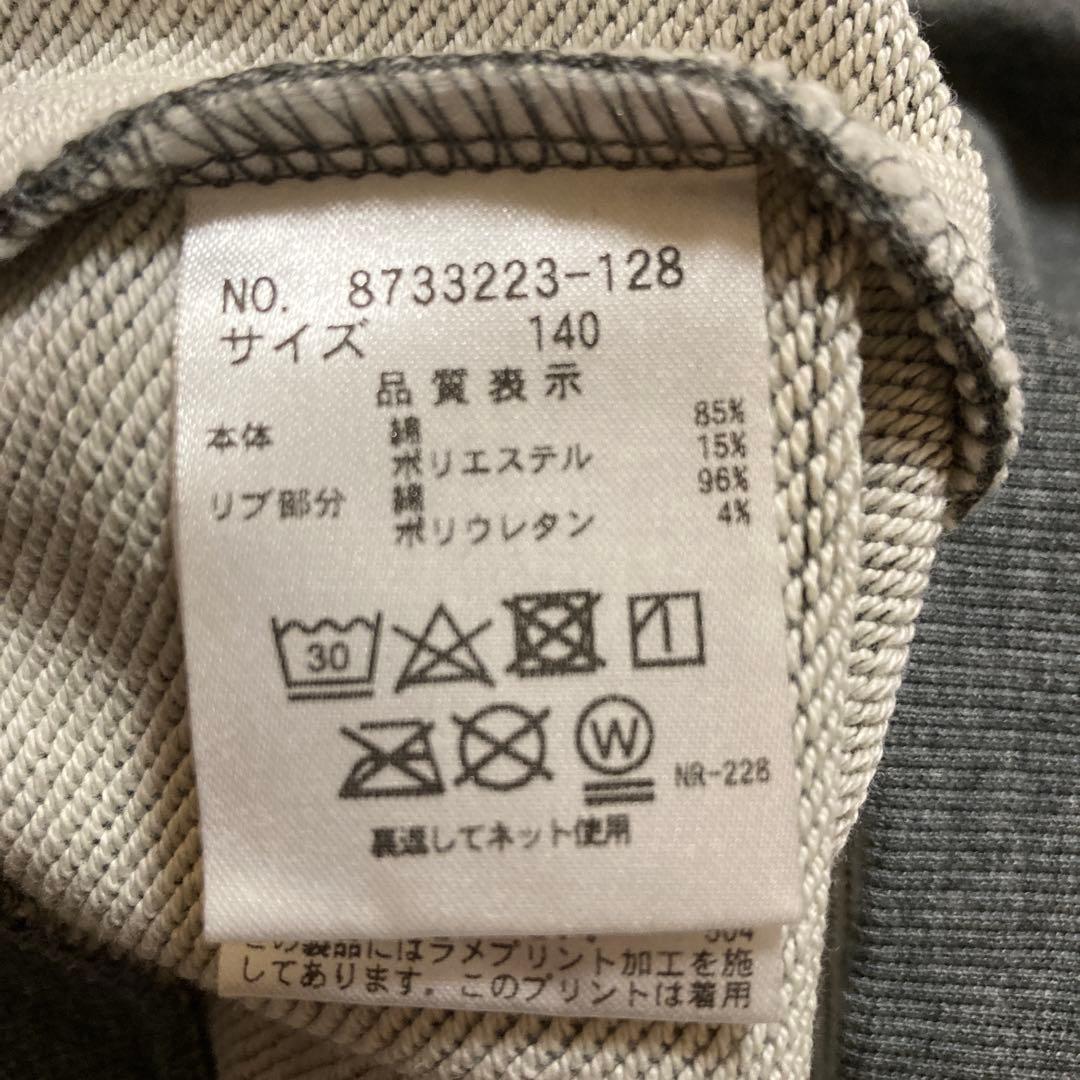 NO. 8733223-128
サイズ 140
品質表示
本体 綿 85%
ポリエステル 15%
リブ部分 綿 96%
ポリウレタン 4%
30
W
NR-228
裏返してネット使用
504
この製品にはラメプリント加工を施
してあります。このプリントは着用